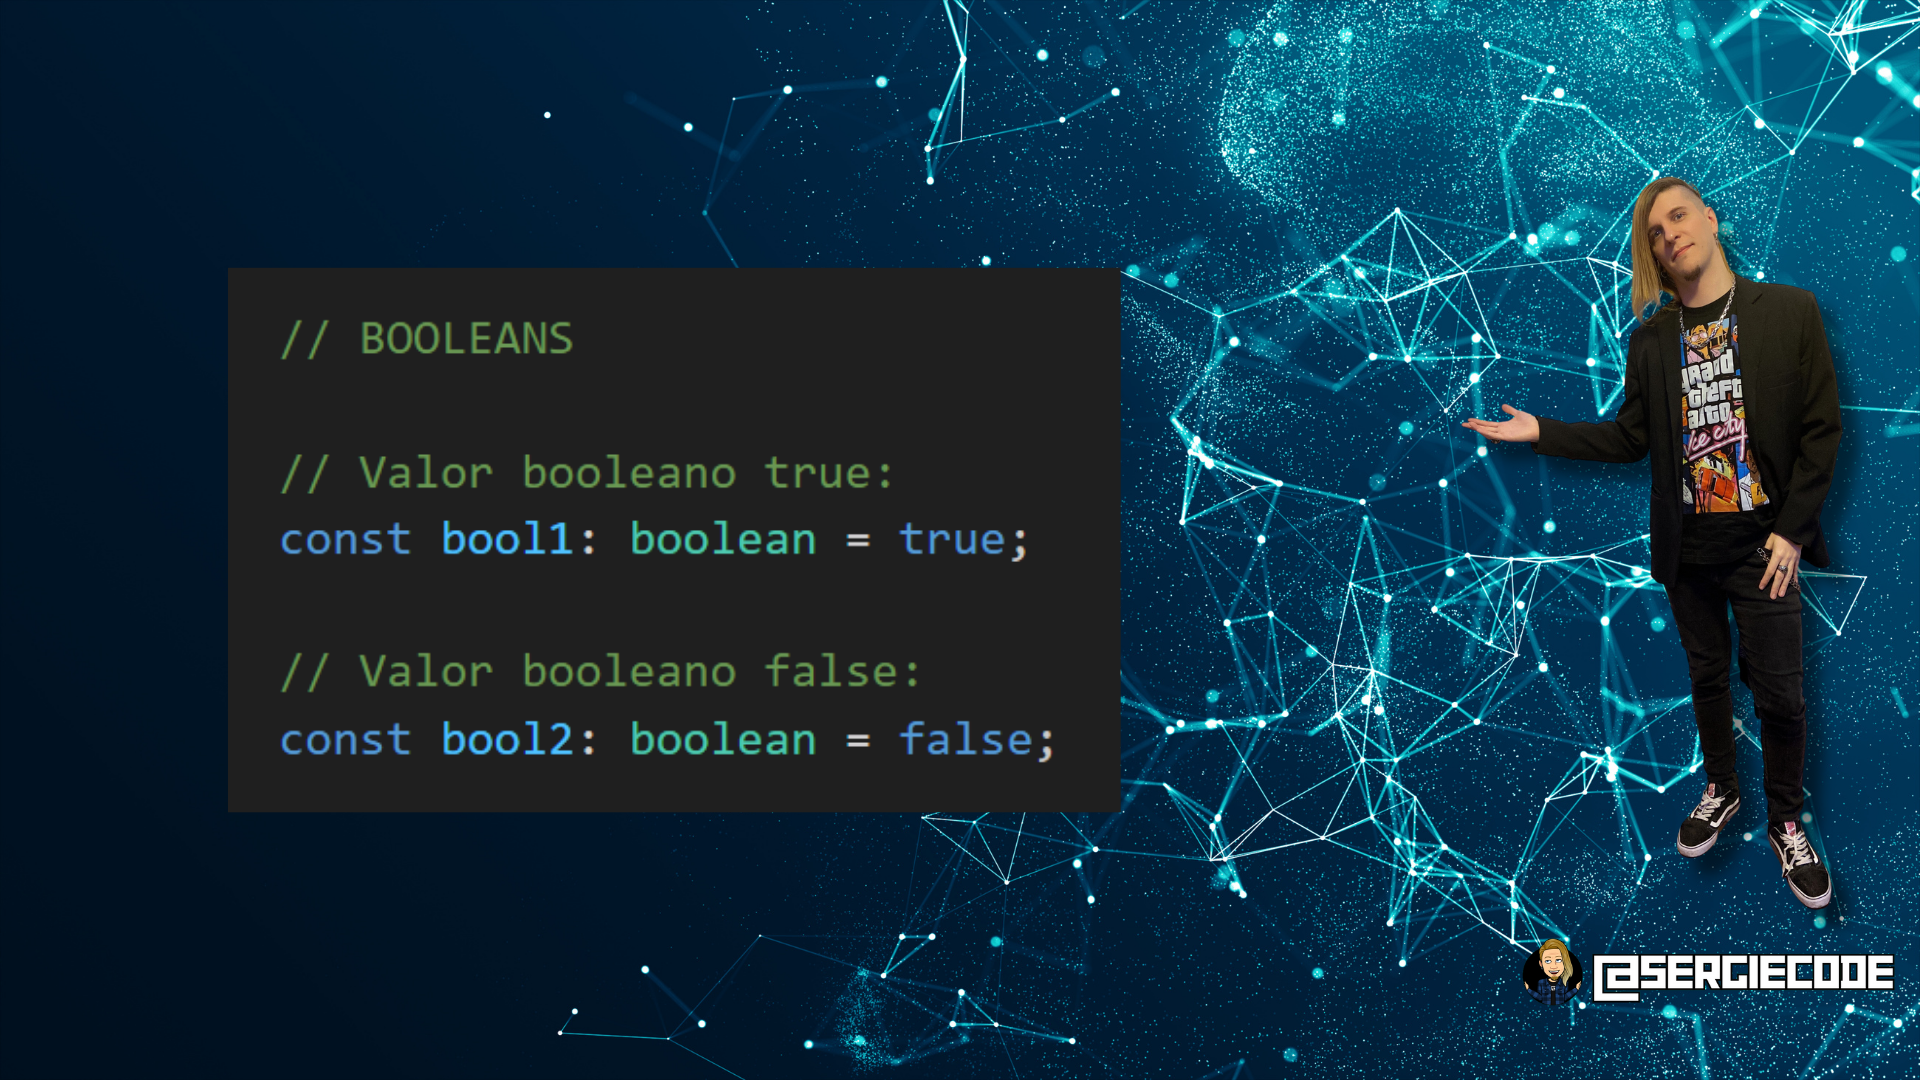 // BOOLEANS
// Valor booleano true:
const bool1: boolean = true;
// Valor booleano false:
const bool2: boolean = false;
grand
theft
auto
vice city
@SERGIECODE